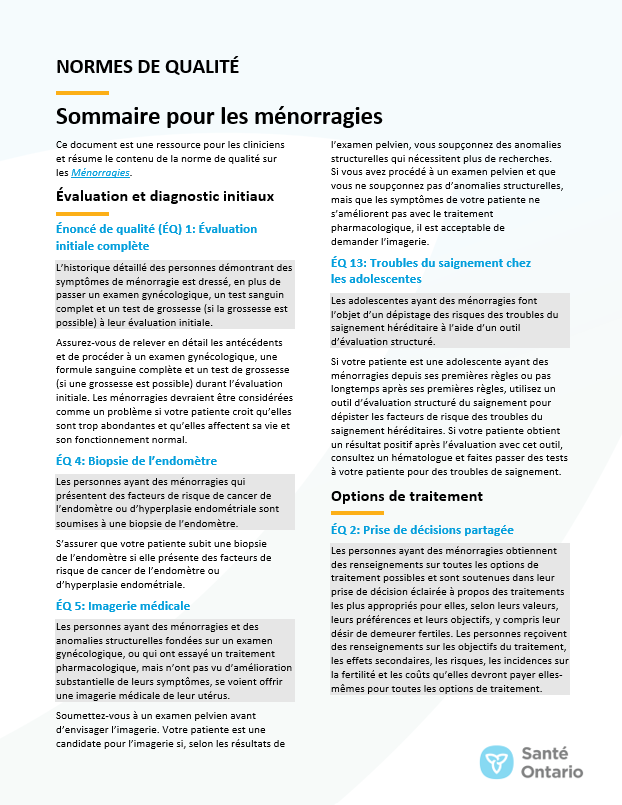 NORMES DE QUALITÉ
Sommaire pour les ménorragies
Ce document est une ressource pour les cliniciens
et résume le contenu de la norme de qualité sur
les Ménorragies.
Évaluation et diagnostic initiaux
Énoncé de qualité (ÉQ) 1: Évaluation
initiale complète
L’historique détaillé des personnes démontrant des
symptômes de ménorragie est dressé, en plus de
passer un examen gynécologique, un test sanguin
complet et un test de grossesse (si la grossesse est
possible) à leur évaluation initiale.
Assurez-vous de relever en détail les antécédents
et de procéder à un examen gynécologique, une
formule sanguine complète et un test de grossesse
(si une grossesse est possible) durant l’évaluation
initiale. Les ménorragies devraient être considérées
comme un problème si votre patiente croit qu’elles
sont trop abondantes et qu’elles affectent sa vie et
son fonctionnement normal.
ÉQ 4: Biopsie de l’endomètre
Les personnes ayant des ménorragies qui
présentent des facteurs de risque de cancer de
l’endomètre ou d’hyperplasie endométriale sont
soumises à une biopsie de l’endomètre.
S’assurer que votre patiente subit une biopsie
de l’endomètre si elle présente des facteurs de
risque de cancer de l’endomètre ou
d’hyperplasie endométriale.
ÉQ 5: Imagerie médicale
Les personnes ayant des ménorragies et des
anomalies structurelles fondées sur un examen
gynécologique, ou qui ont essayé un traitement
pharmacologique, mais n’ont pas vu d’amélioration
substantielle de leurs symptômes, se voient offrir
une imagerie médicale de leur utérus.
Soumettez-vous à un examen pelvien avant
d’envisager l’imagerie. Votre patiente est une
candidate pour l’imagerie si, selon les résultats de
l’examen pelvien, vous soupçonnez des anomalies
structurelles qui nécessitent plus de recherches.
Si vous avez procédé à un examen pelvien et que
vous ne soupçonnez pas d’anomalies structurelles,
mais que les symptômes de votre patiente ne
s’améliorent pas avec le traitement
pharmacologique, il est acceptable de
demander l’imagerie.
ÉQ 13: Troubles du saignement chez
les adolescentes
Les adolescentes ayant des ménorragies font
l’objet d’un dépistage des risques des troubles du
saignement héréditaire à l’aide d’un outil
d’évaluation structuré.
Si votre patiente est une adolescente ayant des
ménorragies depuis ses premières règles ou pas
longtemps après ses premières règles, utilisez un
outil d’évaluation structuré du saignement pour
dépister les facteurs de risque des troubles du
saignement héréditaires. Si votre patiente obtient
un résultat positif après l’évaluation avec cet outil,
consultez un hématologue et faites passer des tests
à votre patiente pour des troubles de saignement.
Options de traitement
ÉQ 2: Prise de décisions partagée
Les personnes ayant des ménorragies obtiennent
des renseignements sur toutes les options de
traitement possibles et sont soutenues dans leur
prise de décision éclairée à propos des traitements
les plus appropriés pour elles, selon leurs valeurs,
leurs préférences et leurs objectifs, y compris leur
désir de demeurer fertiles. Les personnes reçoivent
des renseignements sur les objectifs du traitement,
les effets secondaires, les risques, les incidences sur
la fertilité et les coûts qu’elles devront payer elles-
mêmes pour toutes les options de traitement.
Santé
Ontario